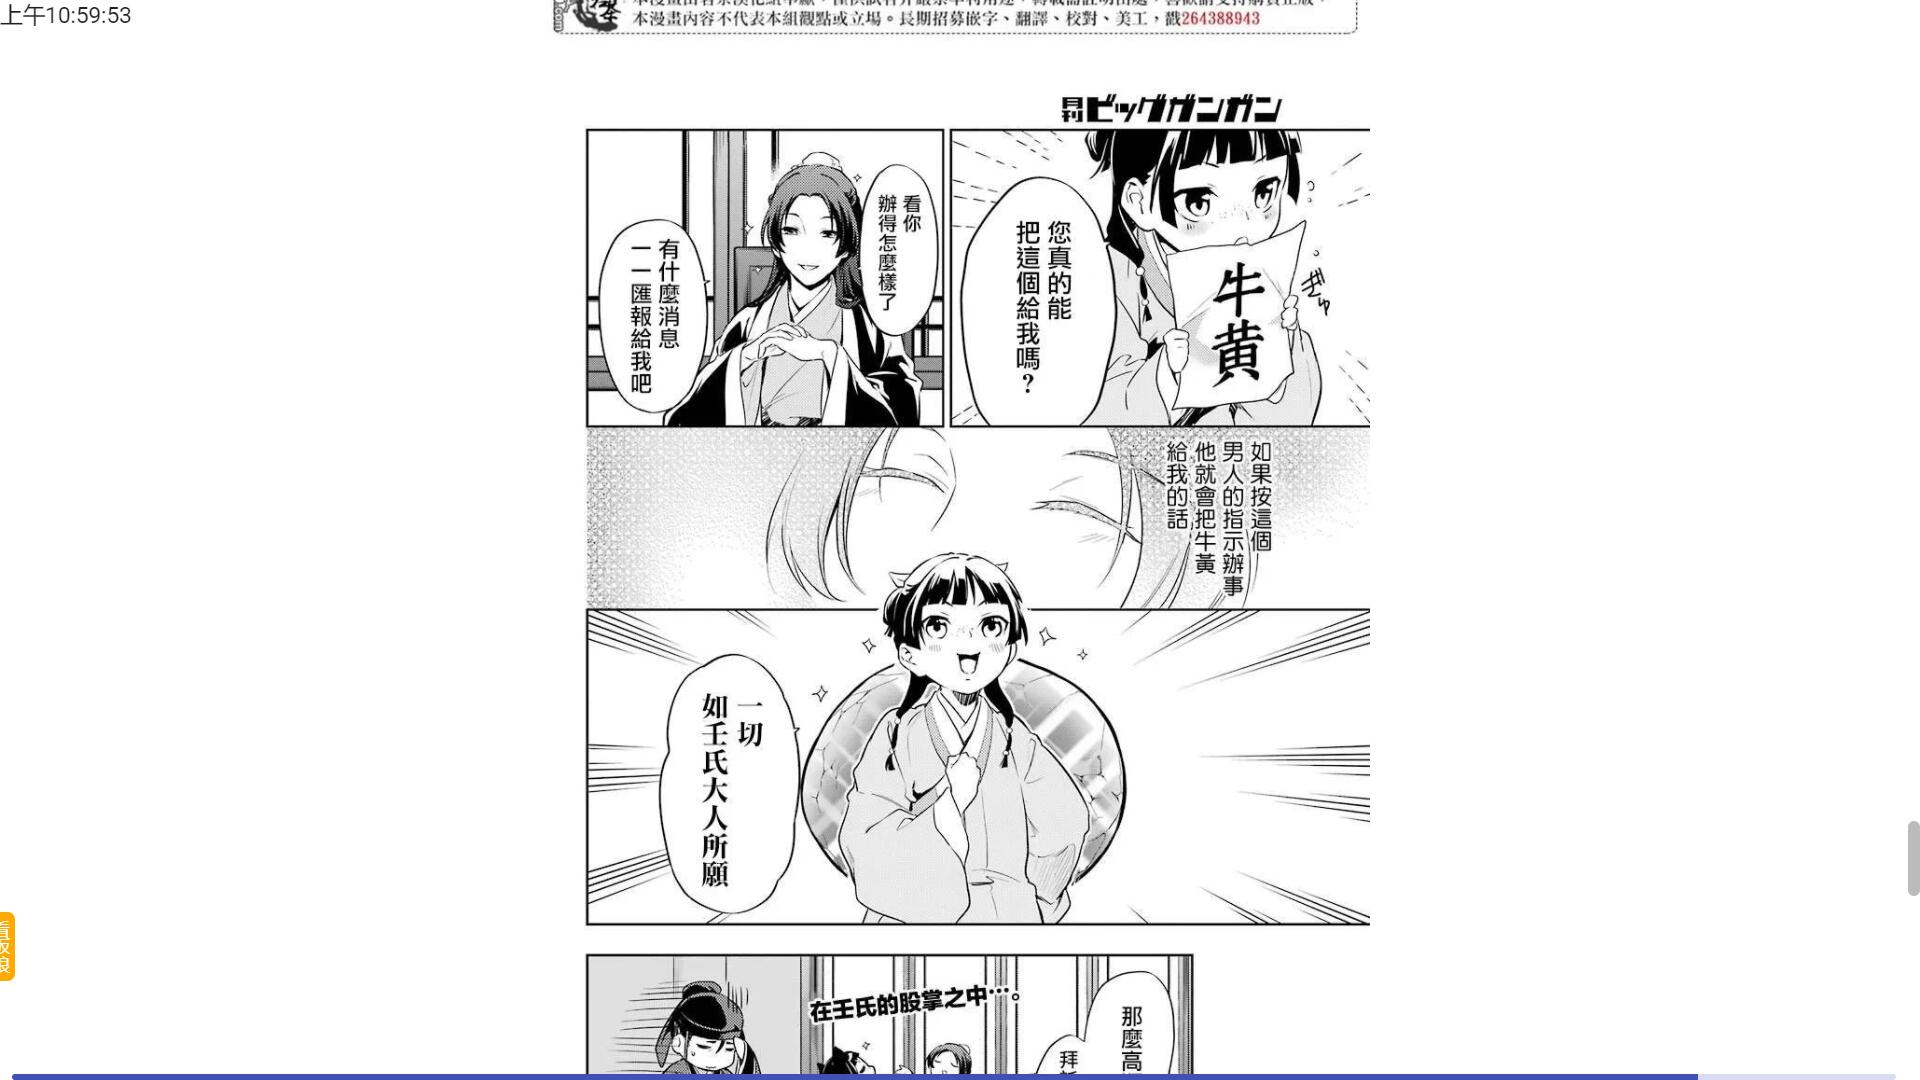 上午10:59:53
本漫畫內容不代表本組觀點或立場。長期招募嵌字、翻譯、校對、美工，戳264388943
月刊ビッグガンガン
您真的能
把這個給我嗎？
牛黄
ぎゅ
看你
辦得怎麼樣了
有什麼消息
一一匯報給我吧
如果按這個
男人的指示辦事
他就會把牛黃
給我的話
一切
如壬氏大人所願
那麼高
拜
在壬氏的股掌之中…。